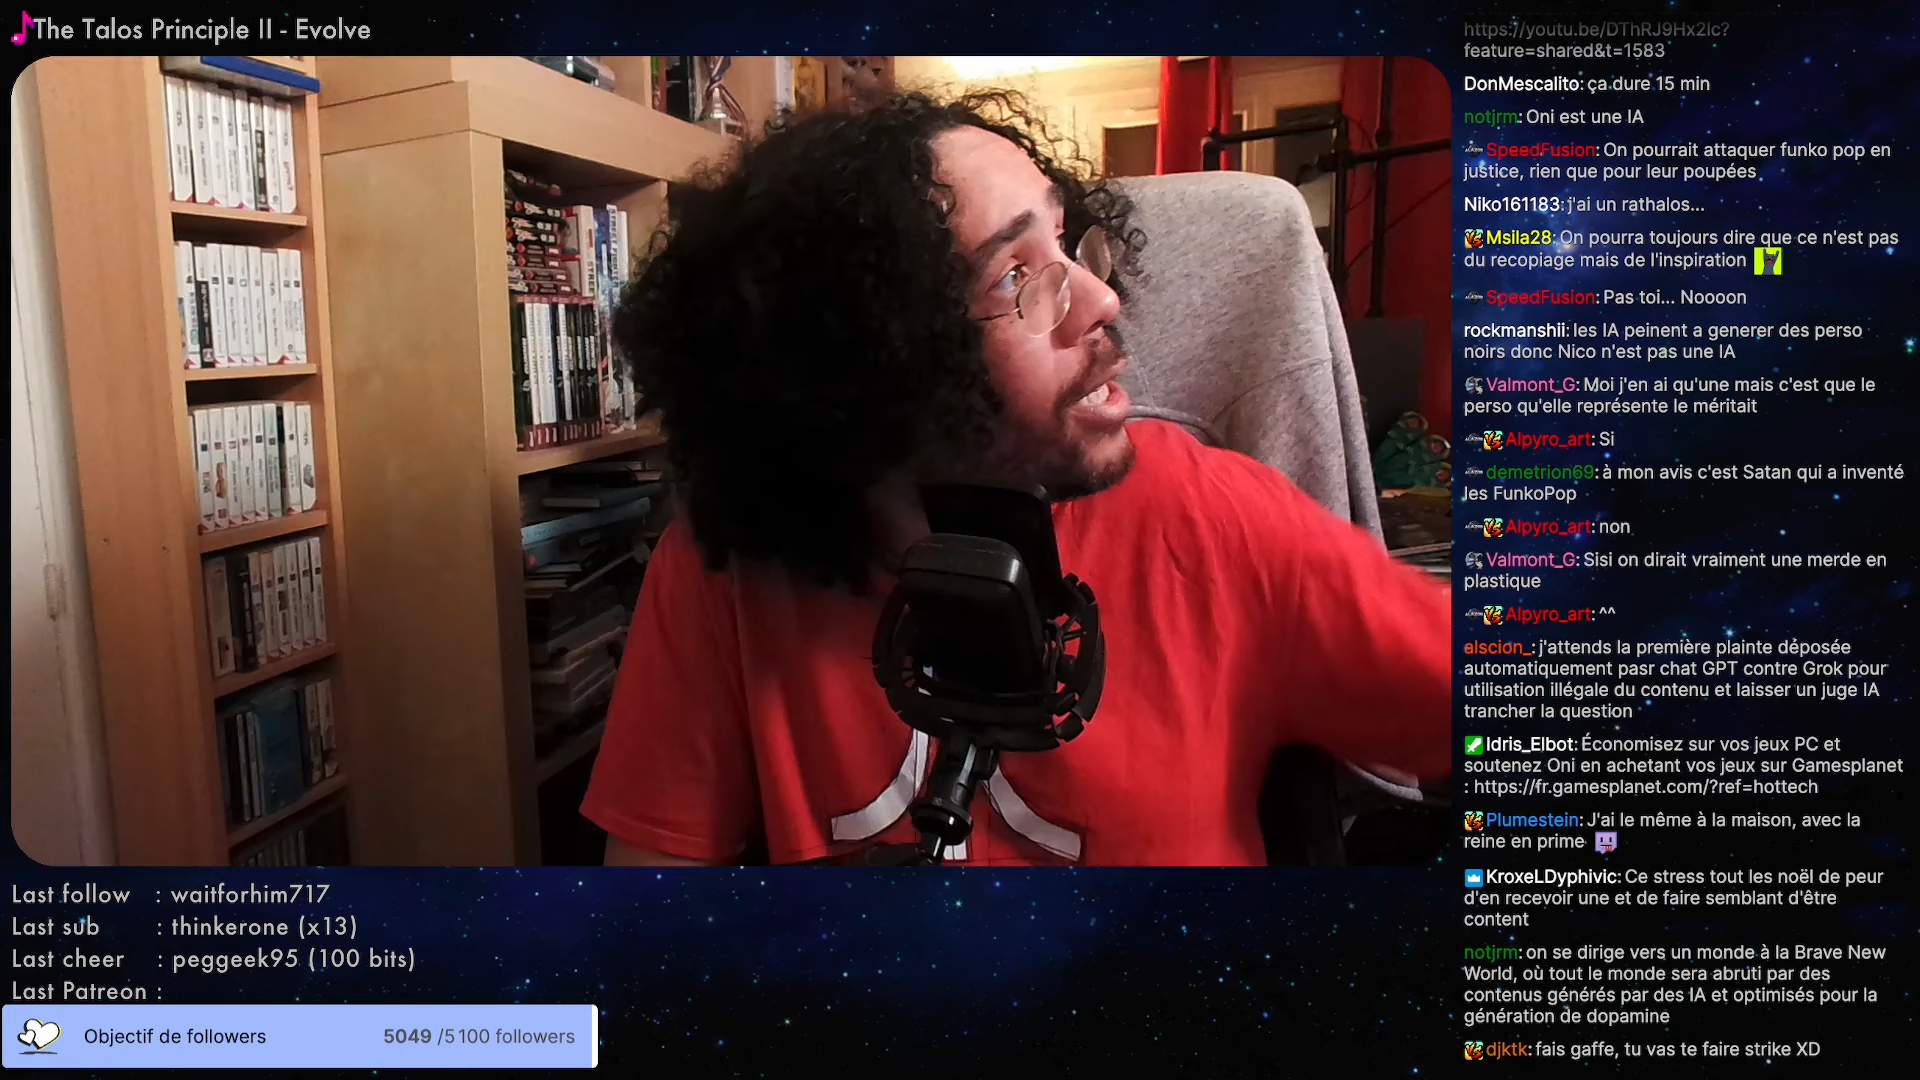 The Talos Principle II - Evolve
https://youtu.be/DThRJ9Hx2Ic?
feature=shared&t=1583
DonMescalito: ça dure 15 min
notjrm: Oni est une IA
SpeedFusion: On pourrait attaquer funko pop en
justice, rien que pour leur poupées
Niko161183: j'ai un rathalos...
Msila28: On pourra toujours dire que ce n'est pas
du recopiage mais de l'inspiration
SpeedFusion: Pas toi... Noooon
rockmanshii: les IA peinent a generer des perso
noirs donc Nico n'est pas une IA
Valmont_G: Moi j'en ai qu'une mais c'est que le
perso qu'elle représente le méritait
Alpyro_art: Si
demetrion69: à mon avis c'est Satan qui a inventé
les FunkoPop
Alpyro_art: non
Valmont_G: Sisi on dirait vraiment une merde en
plastique
Alpyro_art: ^^
alscion_: j'attends la première plainte déposée
automatiquement pasr chat GPT contre Grok pour
utilisation illégale du contenu et laisser un juge IA
trancher la question
Idris_Elbot: Économisez sur vos jeux PC et
soutenez Oni en achetant vos jeux sur Gamesplanet
: https://fr.gamesplanet.com/?ref=hottech
Plumestein: J'ai le même à la maison, avec la
reine en prime
KroxeLDyphivic: Ce stress tout les noël de peur
d'en recevoir une et de faire semblant d'être
content
notjrm: on se dirige vers un monde à la Brave New
World, où tout le monde sera abruti par des
contenus générés par des IA et optimisés pour la
génération de dopamine
djktk: fais gaffe, tu vas te faire strike XD
Last follow : waitforhim717
Last sub : thinkerone (x13)
Last cheer : peggeek95 (100 bits)
Last Patreon :
Objectif de followers 5049 /5100 followers